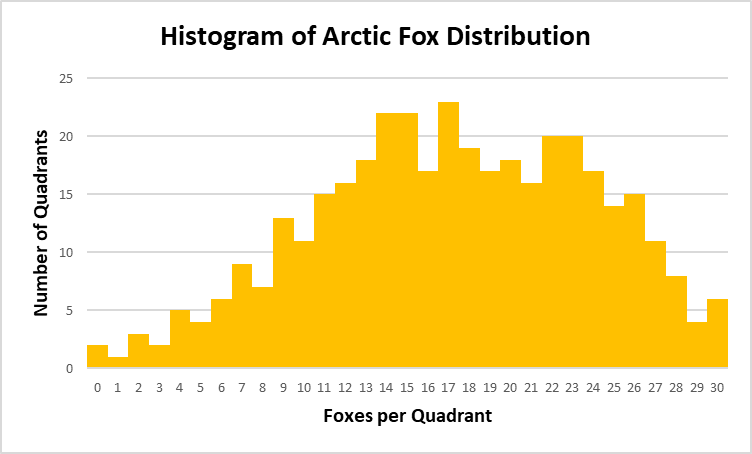 Histogram of Arctic Fox Distribution
Number of Quadrants
25
20
15
10
5
0
0 1 2 3 4 5 6 7 8 9 10 11 12 13 14 15 16 17 18 19 20 21 22 23 24 25 26 27 28 29 30
Foxes per Quadrant